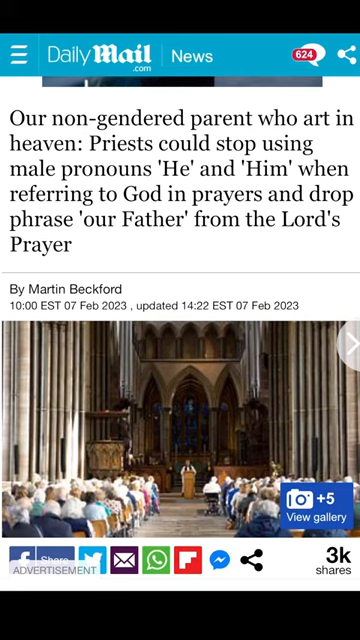 Daily Mail .com News 624
Our non-gendered parent who art in
heaven: Priests could stop using
male pronouns 'He' and 'Him' when
referring to God in prayers and drop
phrase 'our Father' from the Lord's
Prayer
By Martin Beckford
10:00 EST 07 Feb 2023 , updated 14:22 EST 07 Feb 2023
+5
View gallery
Share
3k
shares
ADVERTISEMENT